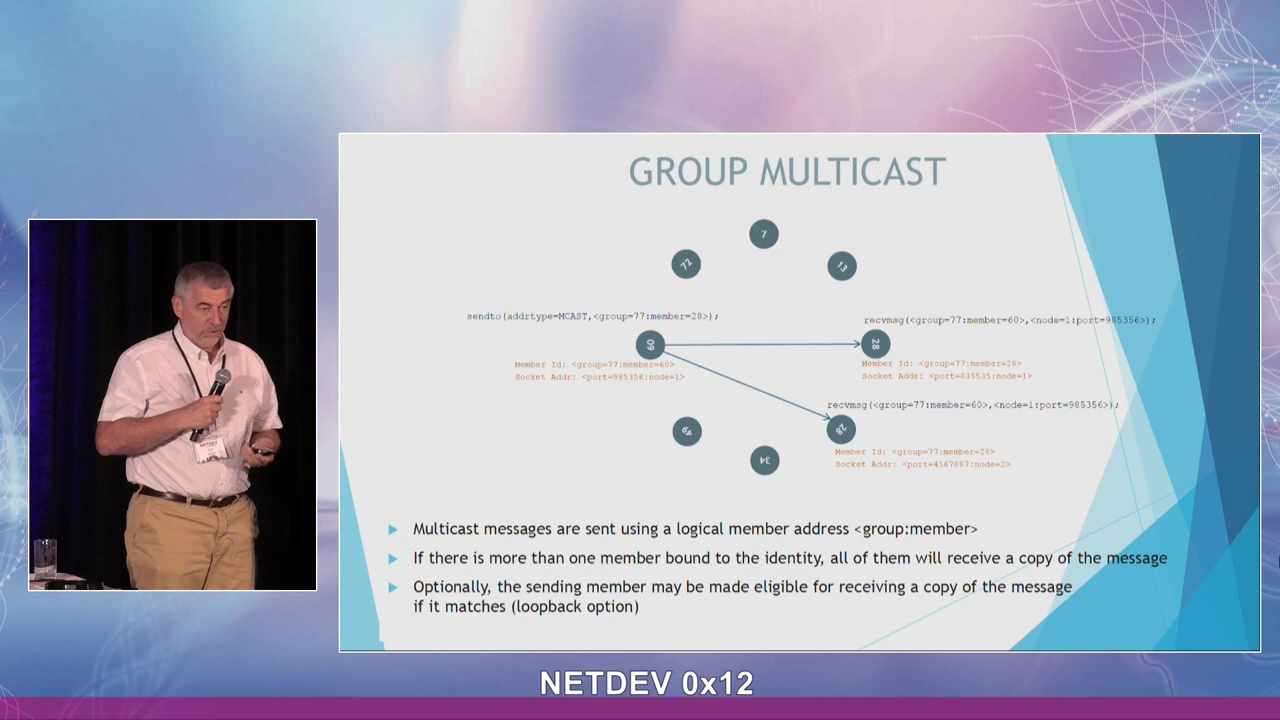 GROUP MULTICAST
7
72
13
sendto(addrtype=MCAST,<group=77:member=28>);
recvmsg(<group=77:member=60>,<node=1:port=985356>);
60
28
Member Id: <group=77:member=60>
Socket Addr: <port=985356:node=1>
Member Id: <group=77:member=28>
Socket Addr: <port=835535:node=1>
recvmsg(<group=77:member=60>,<node=1:port=985356>);
28
34
Member Id: <group=77:member=28>
Socket Addr: <port=4567887:node=2>
Multicast messages are sent using a logical member address <group:member>
If there is more than one member bound to the identity, all of them will receive a copy of the message
Optionally, the sending member may be made eligible for receiving a copy of the message
if it matches (loopback option)
NETDEV 0x12